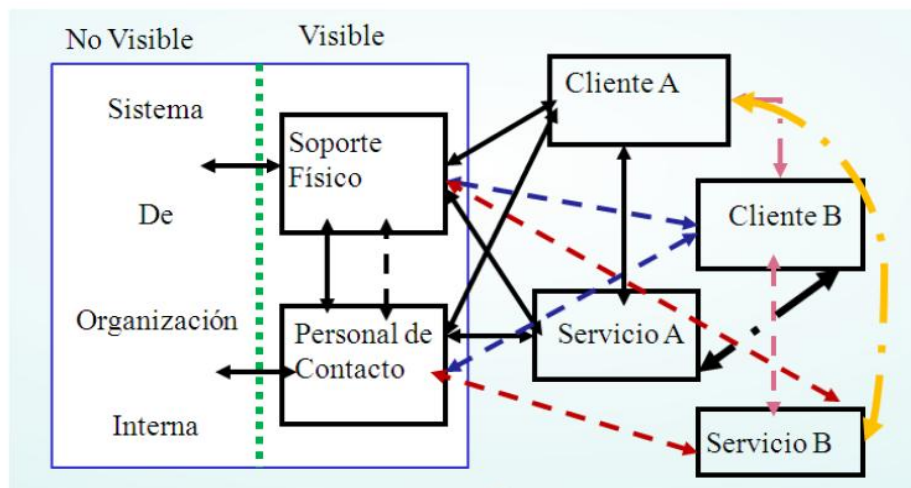 No Visible
Visible
Sistema
De
Organización
Interna
Soporte
Físico
Personal de
Contacto
Cliente A
Cliente B
Servicio A
Servicio B